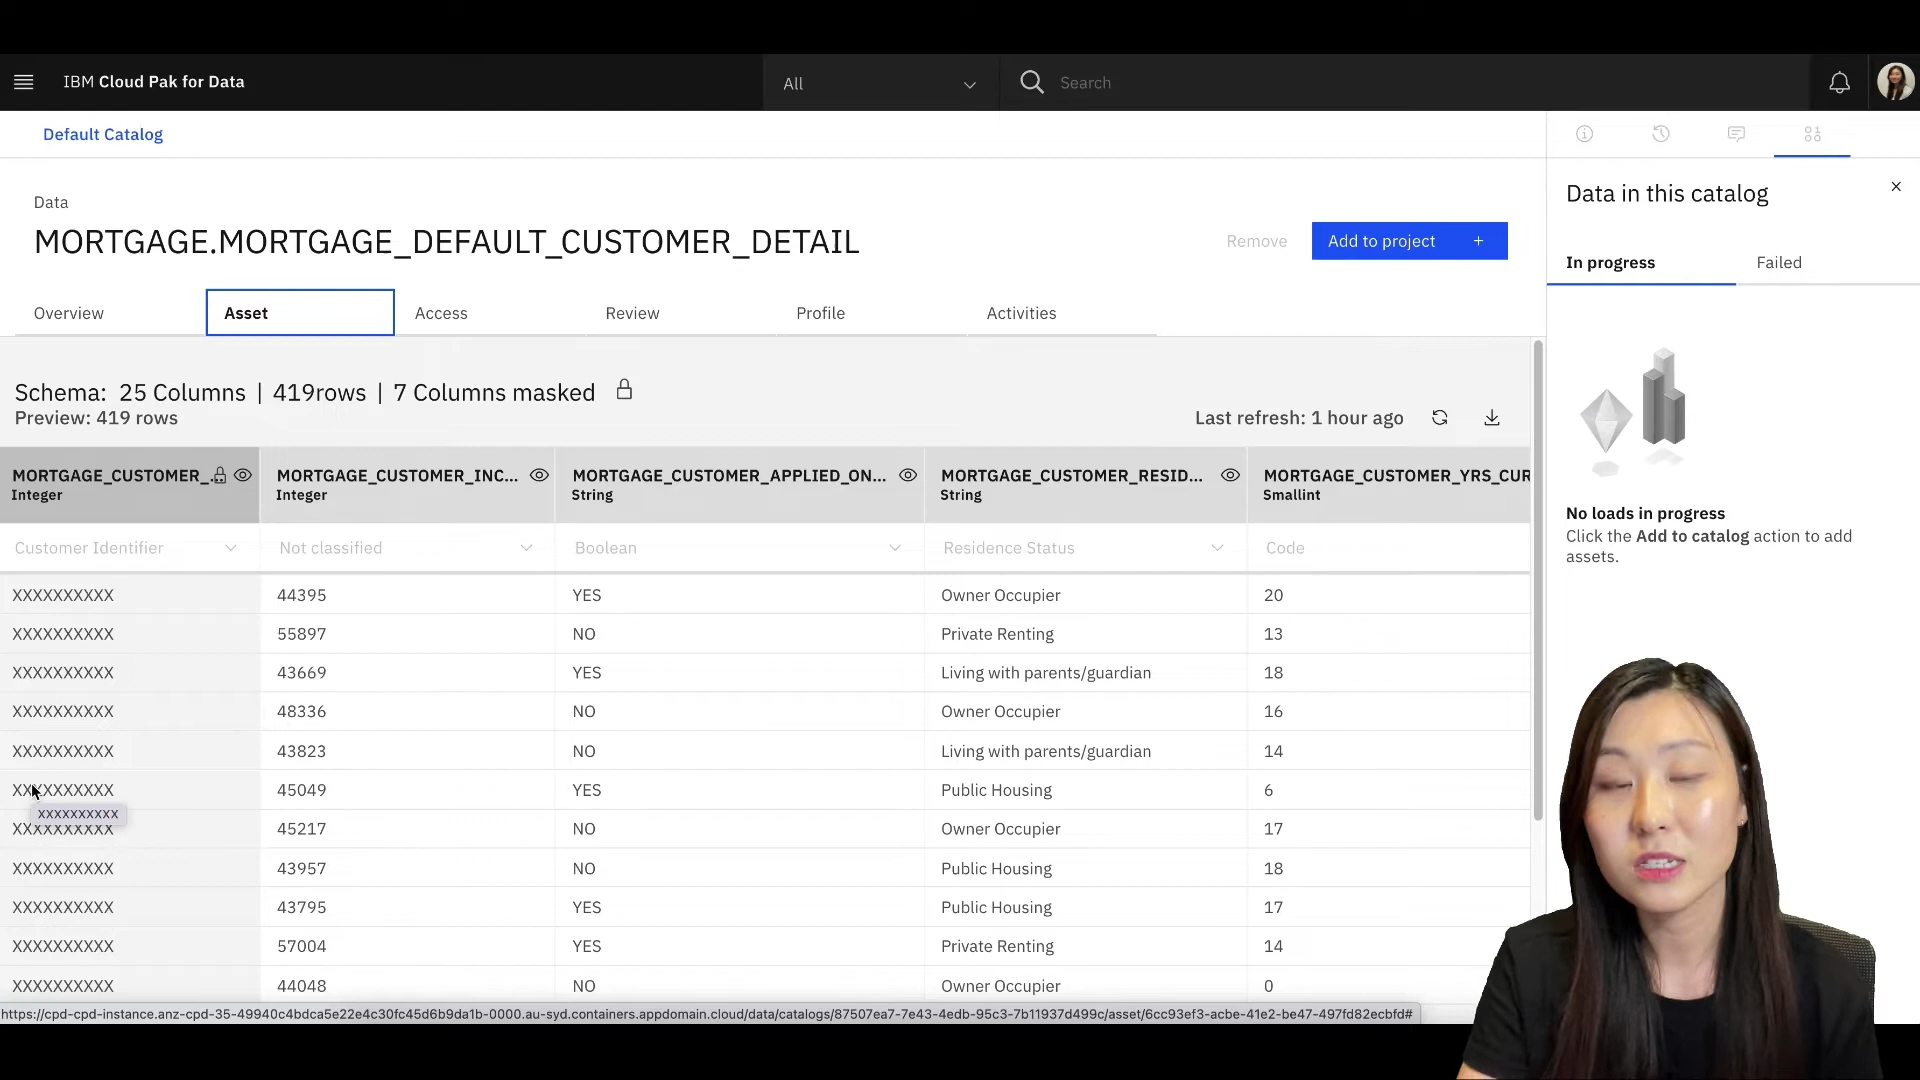 IBM Cloud Pak for Data
All
Search
Default Catalog
Data
MORTGAGE.MORTGAGE_DEFAULT_CUSTOMER_DETAIL
Remove
Add to project +
Overview
Asset
Access
Review
Profile
Activities
Schema: 25 Columns | 419rows | 7 Columns masked
Preview: 419 rows
Last refresh: 1 hour ago
MORTGAGE_CUSTOMER_... MORTGAGE_CUSTOMER_INC... MORTGAGE_CUSTOMER_APPLIED_ON... MORTGAGE_CUSTOMER_RESID... MORTGAGE_CUSTOMER_YRS_CUR
Integer Integer String String Smallint
Customer Identifier Not classified Boolean Residence Status Code
XXXXXXXXXX 44395 YES Owner Occupier 20
XXXXXXXXXX 55897 NO Private Renting 13
XXXXXXXXXX 43669 YES Living with parents/guardian 18
XXXXXXXXXX 48336 NO Owner Occupier 16
XXXXXXXXXX 43823 NO Living with parents/guardian 14
XXXXXXXXXX 45049 YES Public Housing 6
XXXXXXXXXX
XXXXXXXXXX 45217 NO Owner Occupier 17
XXXXXXXXXX 43957 NO Public Housing 18
XXXXXXXXXX 43795 YES Public Housing 17
XXXXXXXXXX 57004 YES Private Renting 14
XXXXXXXXXX 44048 NO Owner Occupier 0
https://cpd-cpd-instance.anz-cpd-35-49940c4bdca5e22e4c30fc45d6b9da1b-0000.au-syd.containers.appdomain.cloud/data/catalogs/87507ea7-7e43-4edb-95c3-7b11937d499c/asset/6cc93ef3-acbe-41e2-be47-497fd82ecbfd#
Data in this catalog
In progress
Failed
No loads in progress
Click the Add to catalog action to add
assets.